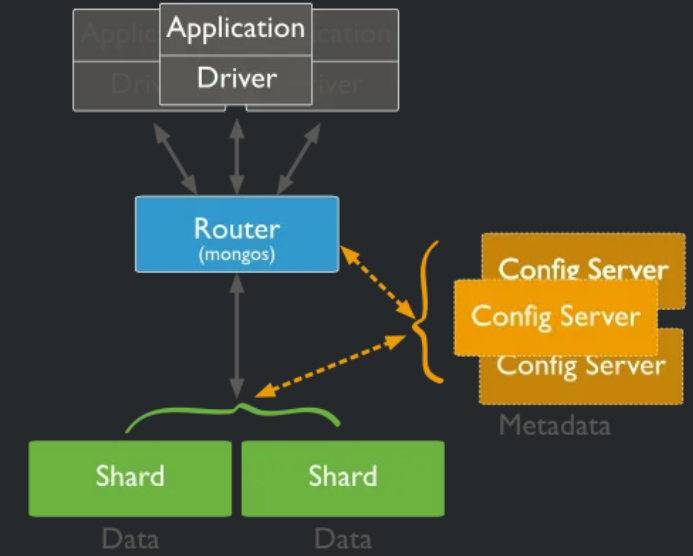 Application
Driver
Router
(mongos)
Config Server
Config Server
Config Server
Metadata
Shard
Shard
Data
Data